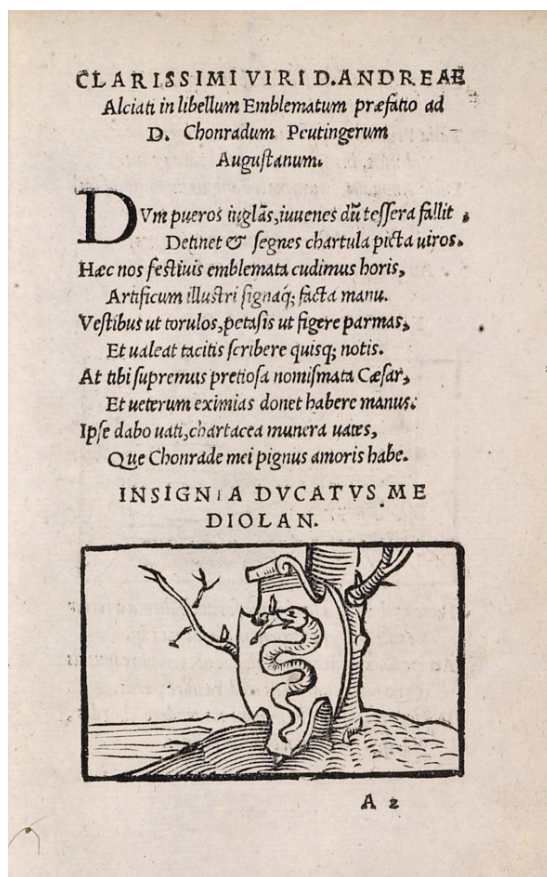 CLARISSIMI VIRI D. ANDREAE
Alciati in libellum Emblematum præfatio ad
D. Chonradum Peutingerum
Augustanum.
DVm pueros iuglãs, iuuenes dũ tessera fallit,
Detinet & segnes chartula picta uiros.
Hæc nos festiuis emblemata cudimus horis,
Artificum illustri signaq; facta manu.
Vestibus ut torulos, petasis ut figere parmas,
Et ualeat tacitis scribere quisq; notis.
At tibi supremus pretiosa nomismata Cæsar,
Et ueterum eximias donet habere manus.
Ipse dabo uati, chartacea munera uates,
Que Chonrade mei pignus amoris habe.
INSIGNIA DVCATVS ME
DIOLAN.
A 2